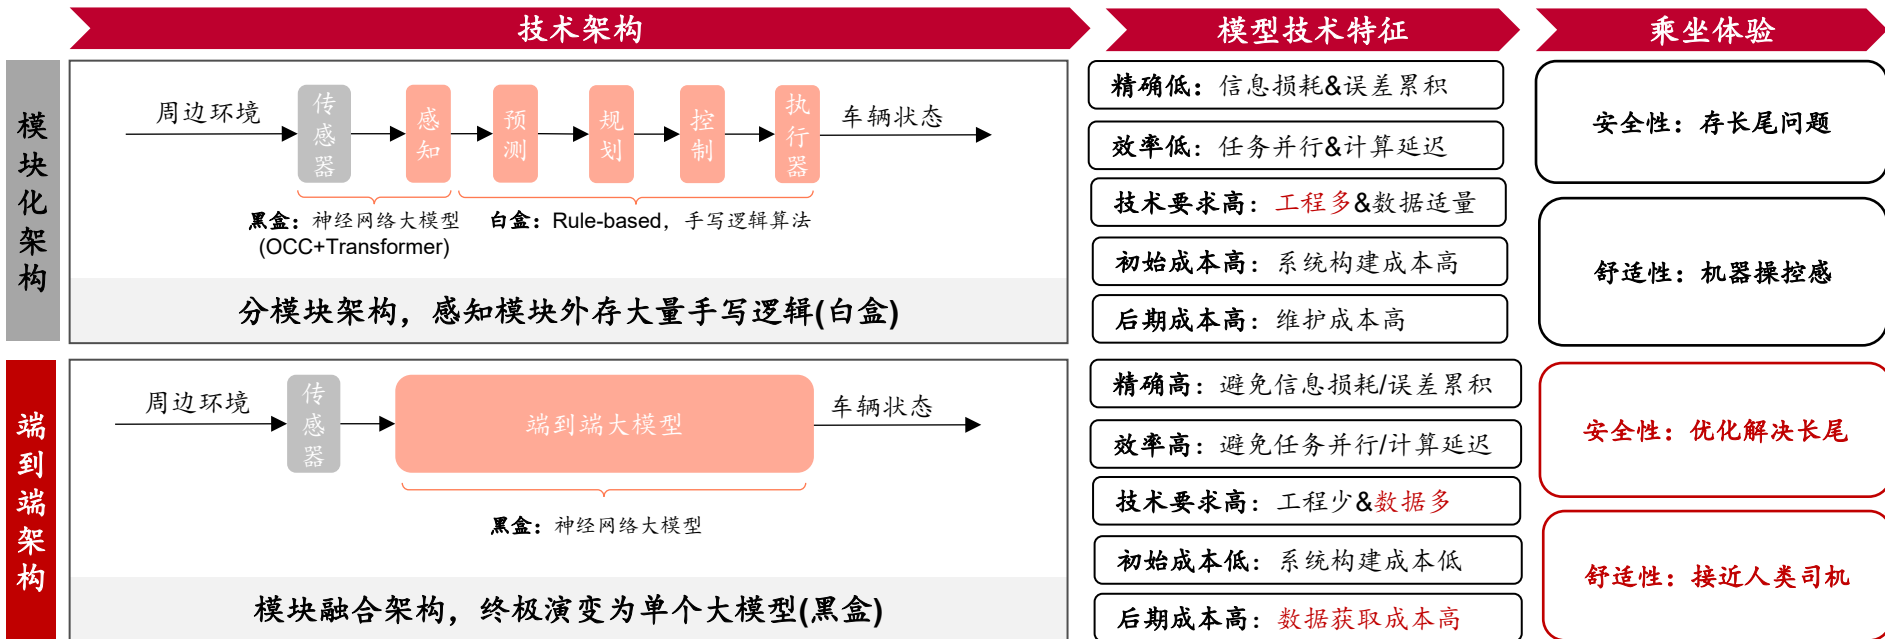 技术架构
模型技术特征
乘坐体验
模块化架构
周边环境
传感器
感知
预测
规划
控制
执行器
车辆状态
黑盒：神经网络大模型
(OCC+Transformer)
白盒：Rule-based，手写逻辑算法
分模块架构，感知模块外存大量手写逻辑(白盒)
精确低：信息损耗&误差累积
效率低：任务并行&计算延迟
技术要求高：工程多&数据适量
初始成本高：系统构建成本高
后期成本高：维护成本高
安全性：存长尾问题
舒适性：机器操控感
端到端架构
周边环境
传感器
端到端大模型
车辆状态
黑盒：神经网络大模型
模块融合架构，终极演变为单个大模型(黑盒)
精确高：避免信息损耗/误差累积
效率高：避免任务并行/计算延迟
技术要求高：工程少&数据多
初始成本低：系统构建成本低
后期成本高：数据获取成本高
安全性：优化解决长尾
舒适性：接近人类司机